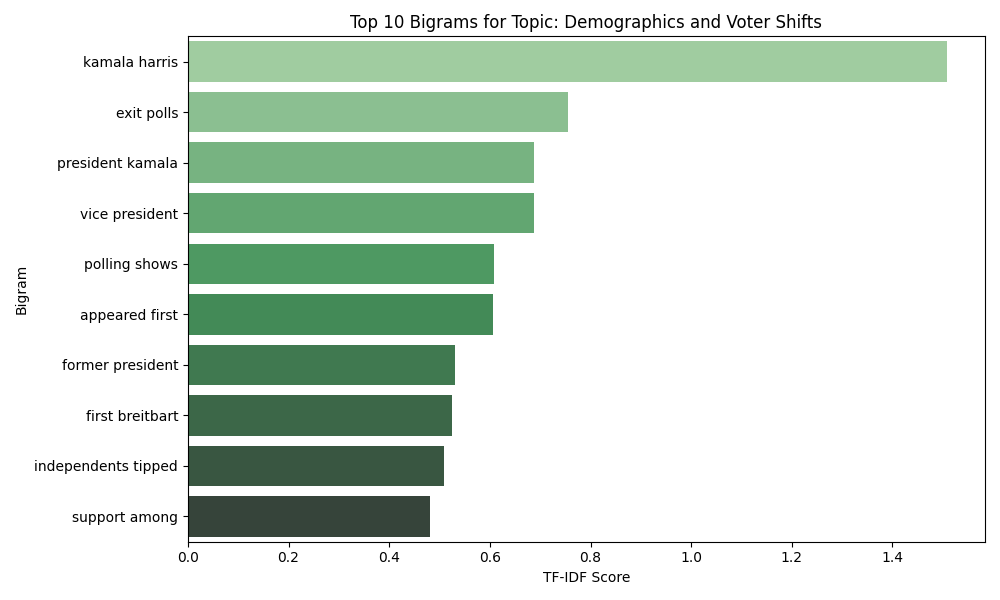 Top 10 Bigrams for Topic: Demographics and Voter Shifts
Bigram
kamala harris
exit polls
president kamala
vice president
polling shows
appeared first
former president
first breitbart
independents tipped
support among
0.0 0.2 0.4 0.6 0.8 1.0 1.2 1.4
TF-IDF Score